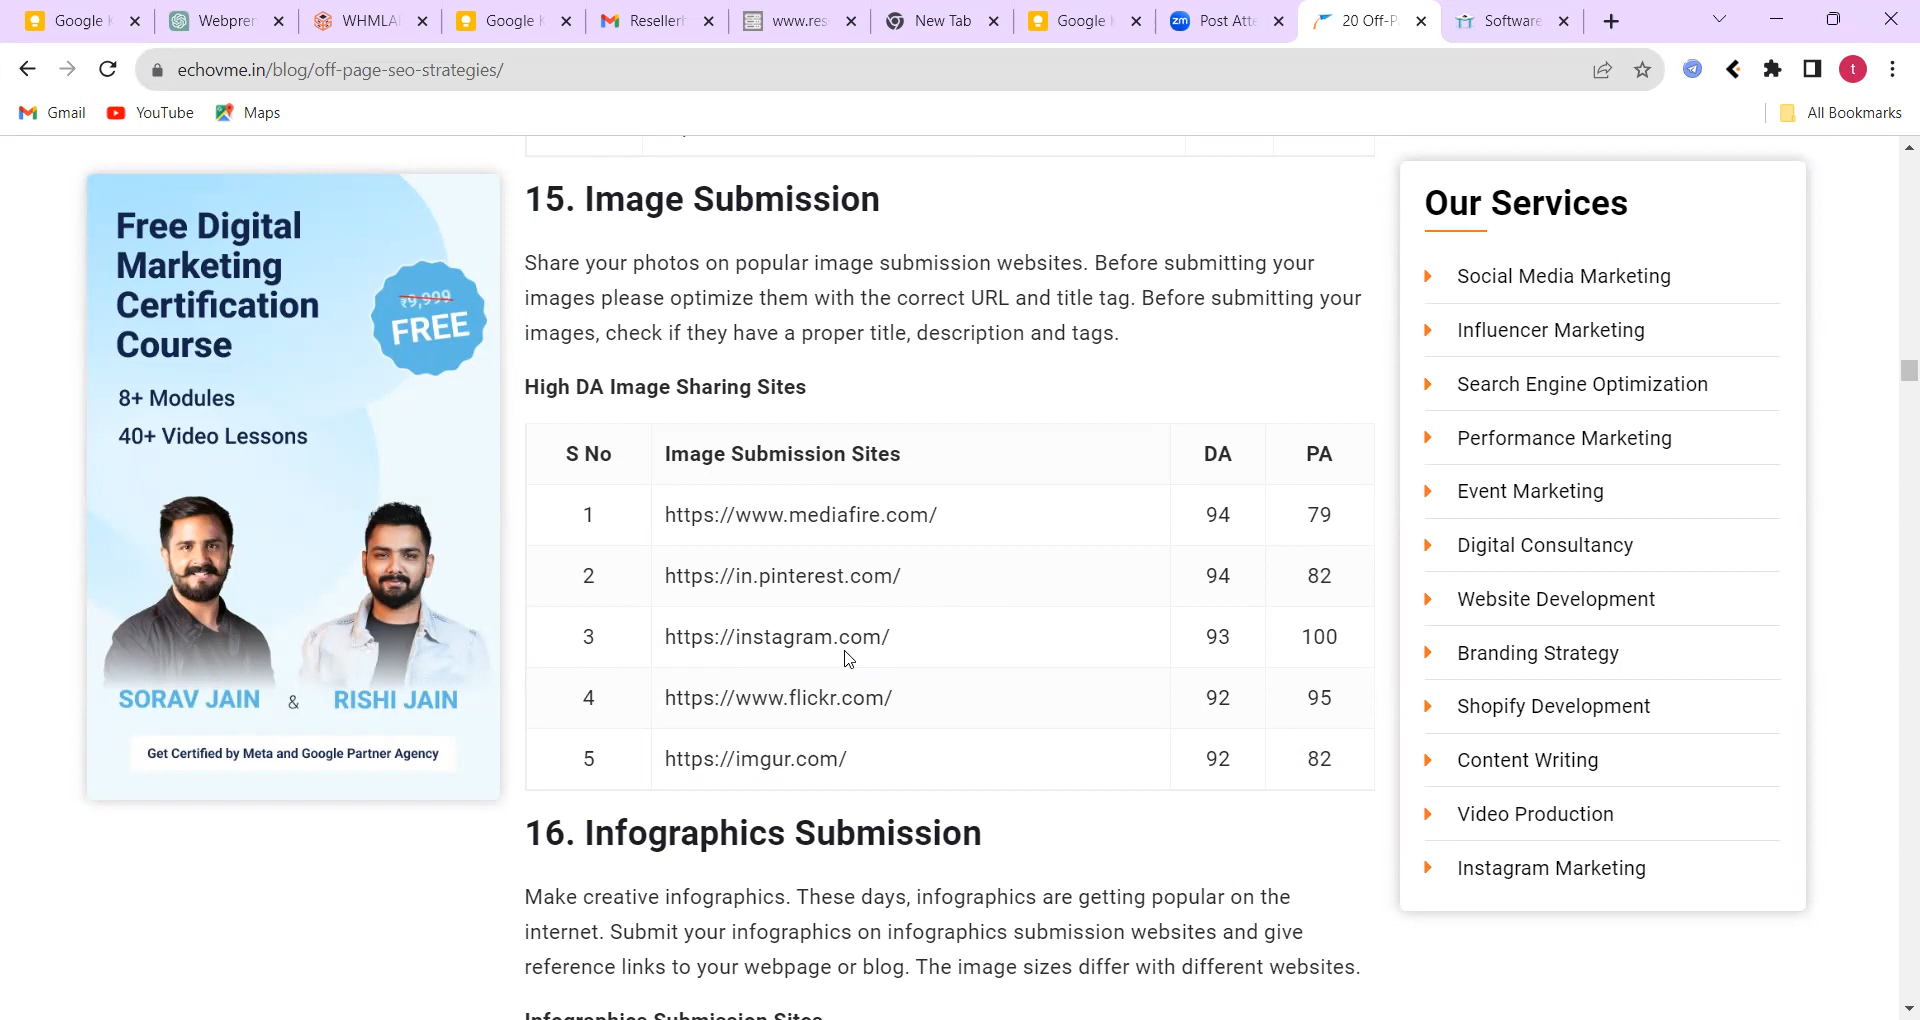 Google K
Webpren
WHMLA
Google K
Resellerh
www.res
New Tab
Google K
zm Post Atte
20 Off-P
Software
echovme.in/blog/off-page-seo-strategies/
t
Gmail YouTube Maps
All Bookmarks
Free Digital
Marketing
Certification
Course
₹9,999
FREE
8+ Modules
40+ Video Lessons
SORAV JAIN & RISHI JAIN
Get Certified by Meta and Google Partner Agency
15. Image Submission
Share your photos on popular image submission websites. Before submitting your
images please optimize them with the correct URL and title tag. Before submitting your
images, check if they have a proper title, description and tags.
High DA Image Sharing Sites
S No Image Submission Sites DA PA
1 https://www.mediafire.com/ 94 79
2 https://in.pinterest.com/ 94 82
3 https://instagram.com/ 93 100
4 https://www.flickr.com/ 92 95
5 https://imgur.com/ 92 82
16. Infographics Submission
Make creative infographics. These days, infographics are getting popular on the
internet. Submit your infographics on infographics submission websites and give
reference links to your webpage or blog. The image sizes differ with different websites.
Infographics Submission Sites
Our Services
Social Media Marketing
Influencer Marketing
Search Engine Optimization
Performance Marketing
Event Marketing
Digital Consultancy
Website Development
Branding Strategy
Shopify Development
Content Writing
Video Production
Instagram Marketing